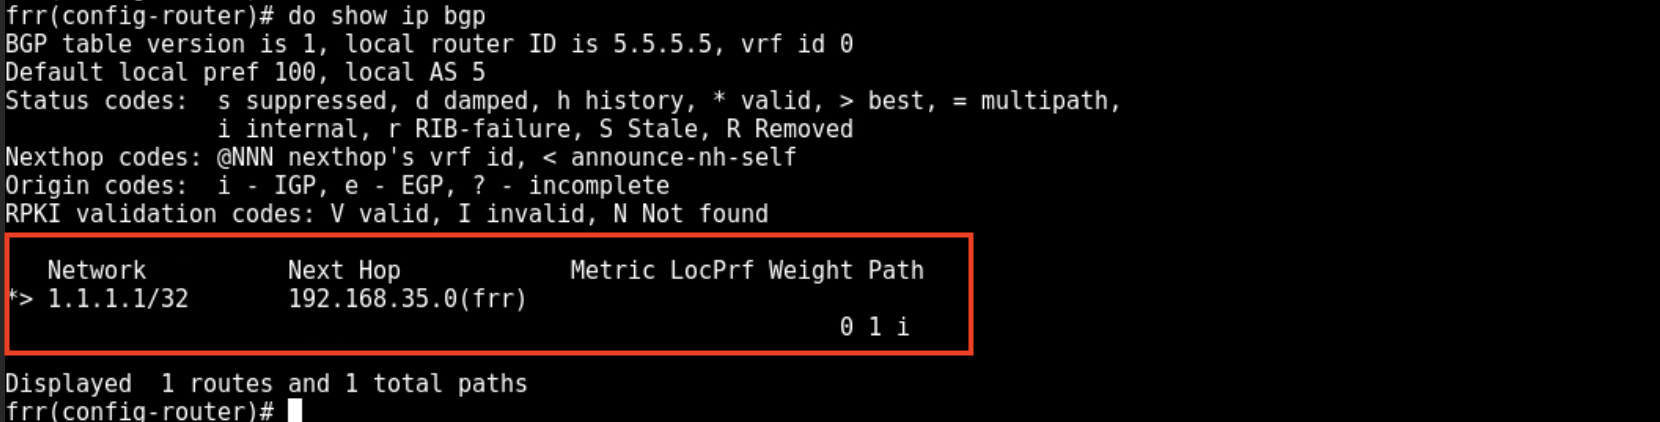 frr(config-router)# do show ip bgp
BGP table version is 1, local router ID is 5.5.5.5, vrf id 0
Default local pref 100, local AS 5
Status codes:  s suppressed, d damped, h history, * valid, > best, = multipath,
               i internal, r RIB-failure, S Stale, R Removed
Nexthop codes: @NNN nexthop's vrf id, < announce-nh-self
Origin codes:  i - IGP, e - EGP, ? - incomplete
RPKI validation codes: V valid, I invalid, N Not found
   Network          Next Hop            Metric LocPrf Weight Path
*> 1.1.1.1/32       192.168.35.0(frr)
                                                           0 1 i
Displayed  1 routes and 1 total paths
frr(config-router)#